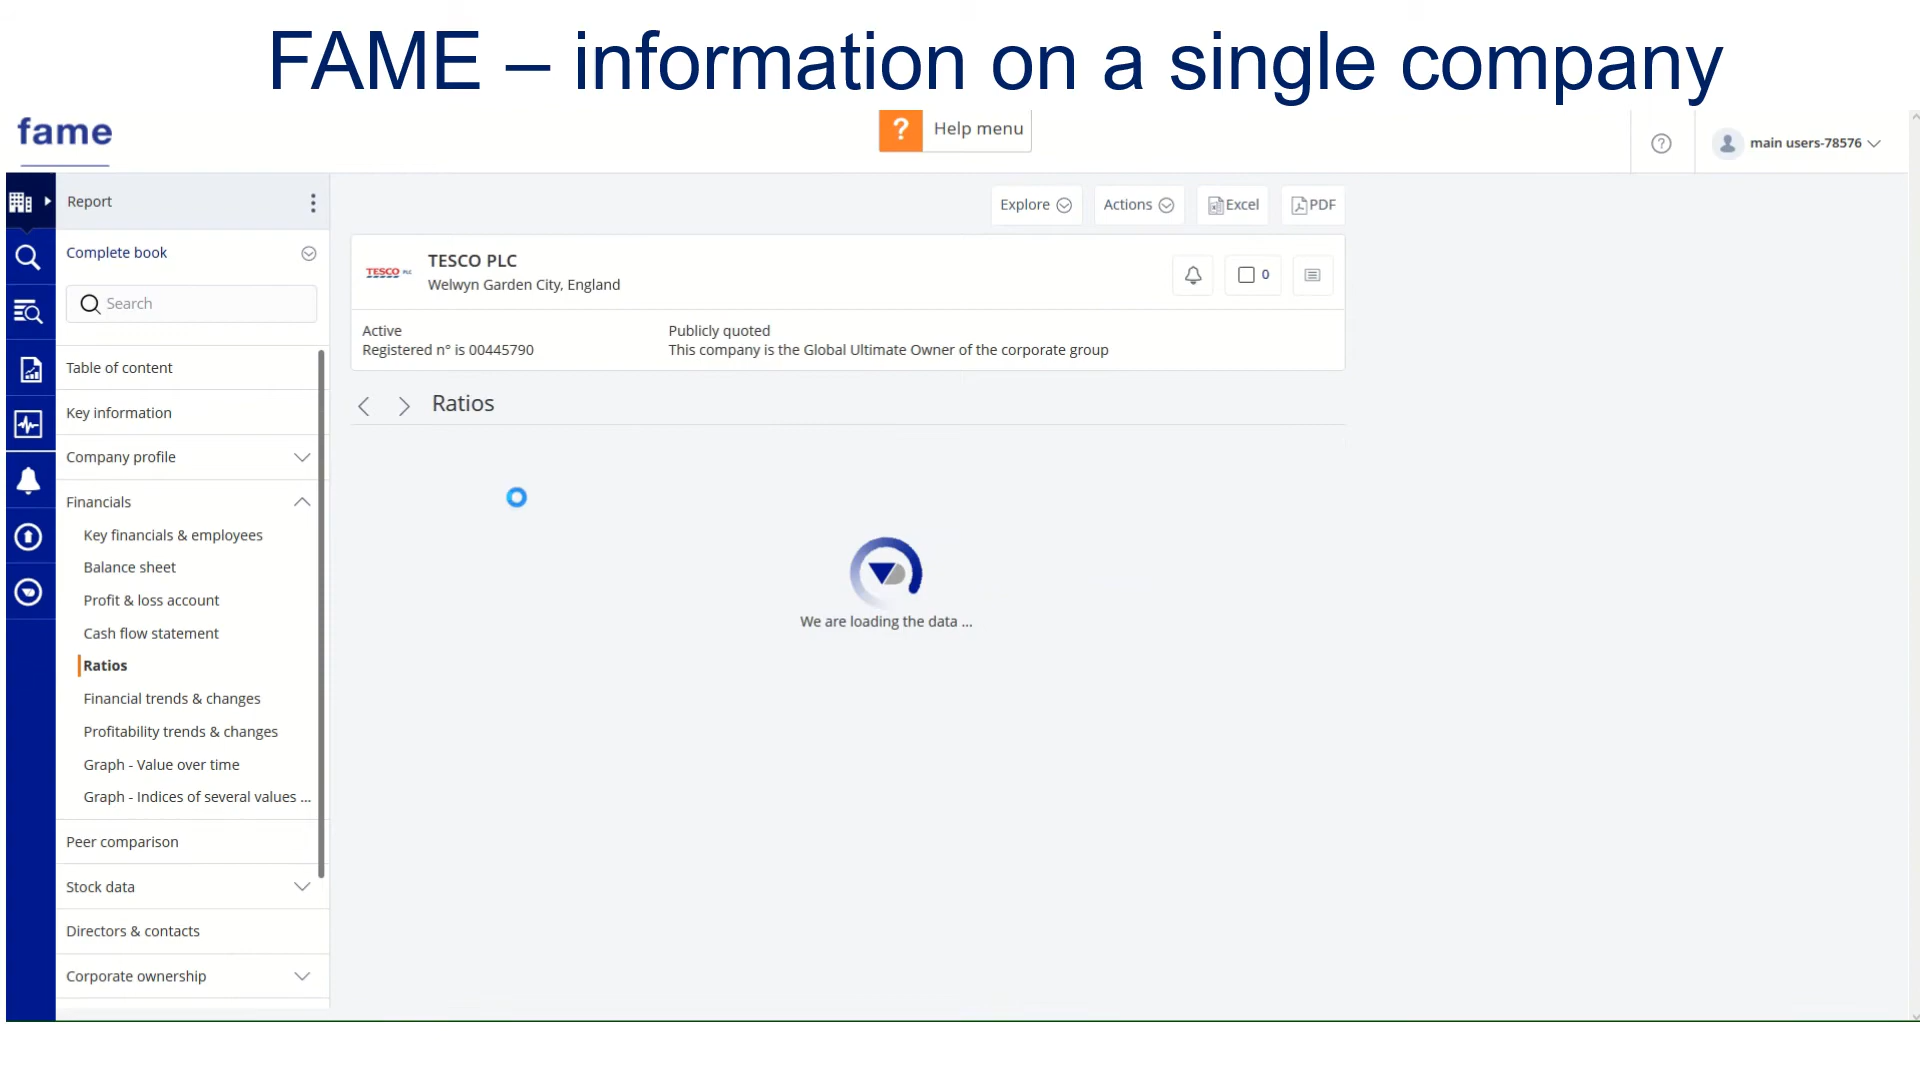 FAME – information on a single company
fame
? Help menu
main users-78576
Report
Complete book
Search
Table of content
Key information
Company profile
Financials
Key financials & employees
Balance sheet
Profit & loss account
Cash flow statement
Ratios
Financial trends & changes
Profitability trends & changes
Graph - Value over time
Graph - Indices of several values ...
Peer comparison
Stock data
Directors & contacts
Corporate ownership
Explore
Actions
Excel
PDF
TESCO PLC
TESCO PLC
Welwyn Garden City, England
0
Active
Registered n° is 00445790
Publicly quoted
This company is the Global Ultimate Owner of the corporate group
Ratios
We are loading the data ...